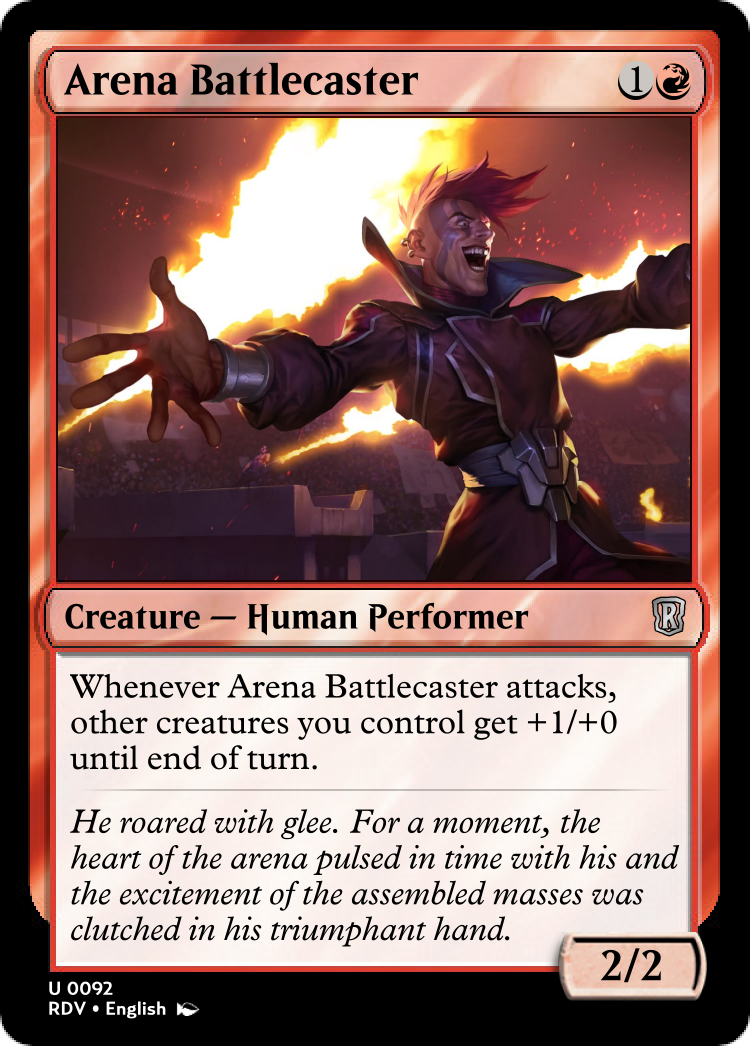 Arena Battlecaster 1
Creature — Human Performer R
Whenever Arena Battlecaster attacks,
other creatures you control get +1/+0
until end of turn.
He roared with glee. For a moment, the
heart of the arena pulsed in time with his and
the excitement of the assembled masses was
clutched in his triumphant hand.
2/2
U 0092
RDV • English